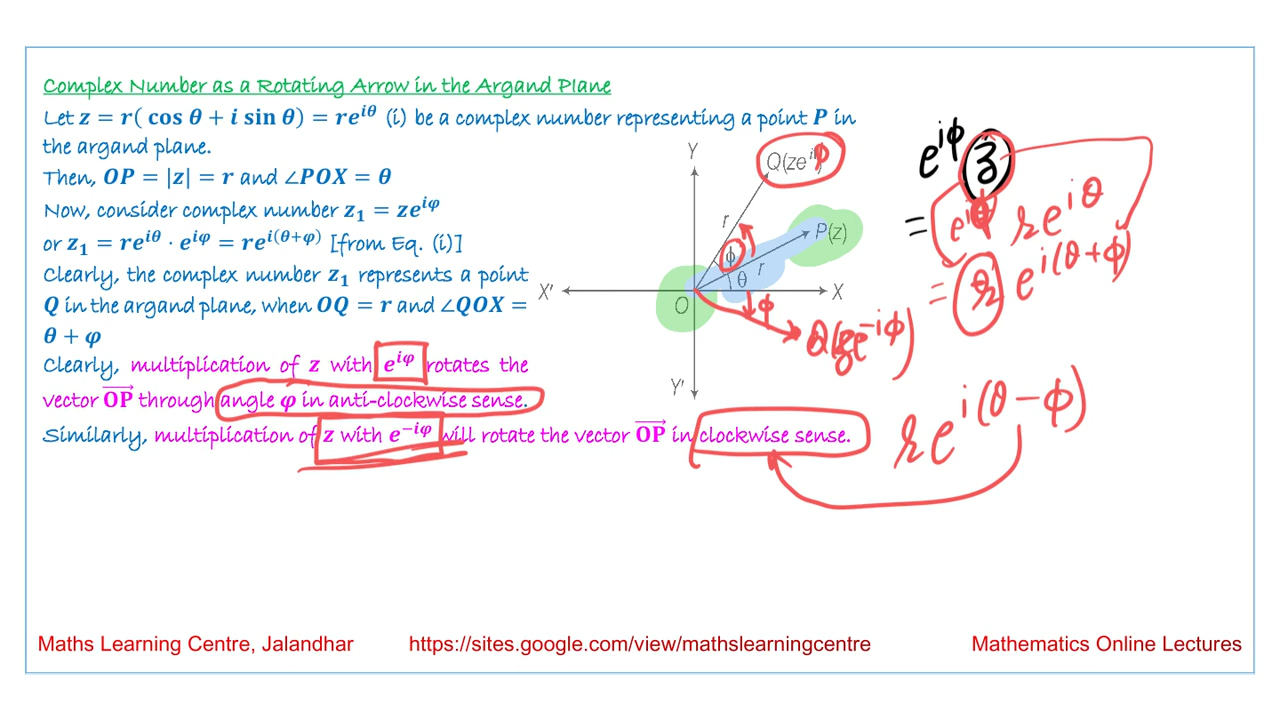 Complex Number as a Rotating Arrow in the Argand Plane
Let z = r( cos θ + i sin θ) = re^{iθ} (i) be a complex number representing a point P in
the argand plane.
Then, OP = |z| = r and ∠POX = θ
Now, consider complex number z₁ = ze^{iφ}
or z₁ = re^{iθ} · e^{iφ} = re^{i(θ+φ)} [from Eq. (i)]
Clearly, the complex number z₁ represents a point
Q in the argand plane, when OQ = r and ∠QOX =
θ + φ
Clearly, multiplication of z with e^{iφ} rotates the
vector \overrightarrow{OP} through angle φ in anti-clockwise sense.
Similarly, multiplication of z with e^{-iφ} will rotate the vector \overrightarrow{OP} in clockwise sense.
Y
Q(ze^{iφ})
r
P(z)
ϕ
θ
r
X'
X
O
ϕ
Q(ze^{-iϕ})
Y'
e^{iϕ} z
= e^{iϕ} re^{iθ}
= r e^{i(θ+ϕ)}
re^{i(θ-ϕ)}
Maths Learning Centre, Jalandhar
https://sites.google.com/view/mathslearningcentre
Mathematics Online Lectures